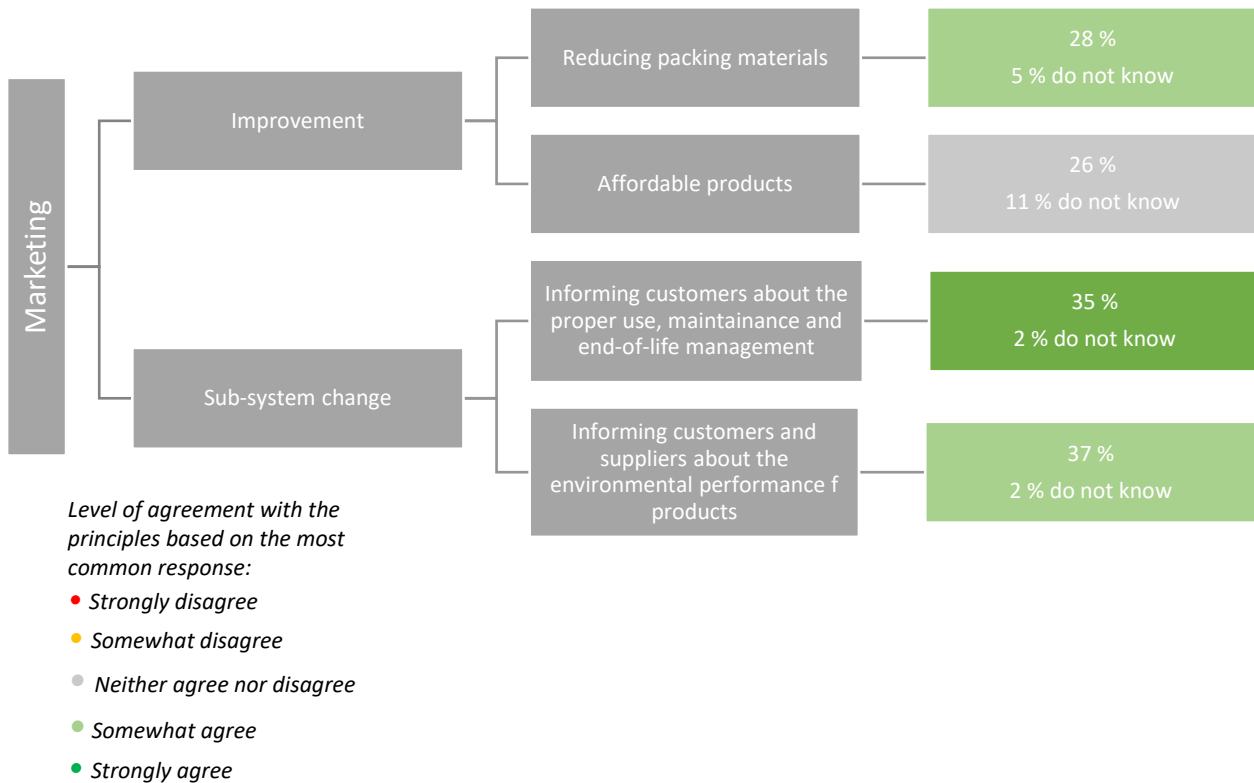 Marketing
Improvement
Reducing packing materials
28 %
5 % do not know
Affordable products
26 %
11 % do not know
Sub-system change
Informing customers about the
proper use, maintainance and
end-of-life management
35 %
2 % do not know
Informing customers and
suppliers about the
environmental performance f
products
37 %
2 % do not know
Level of agreement with the
principles based on the most
common response:
• Strongly disagree
• Somewhat disagree
• Neither agree nor disagree
• Somewhat agree
• Strongly agree